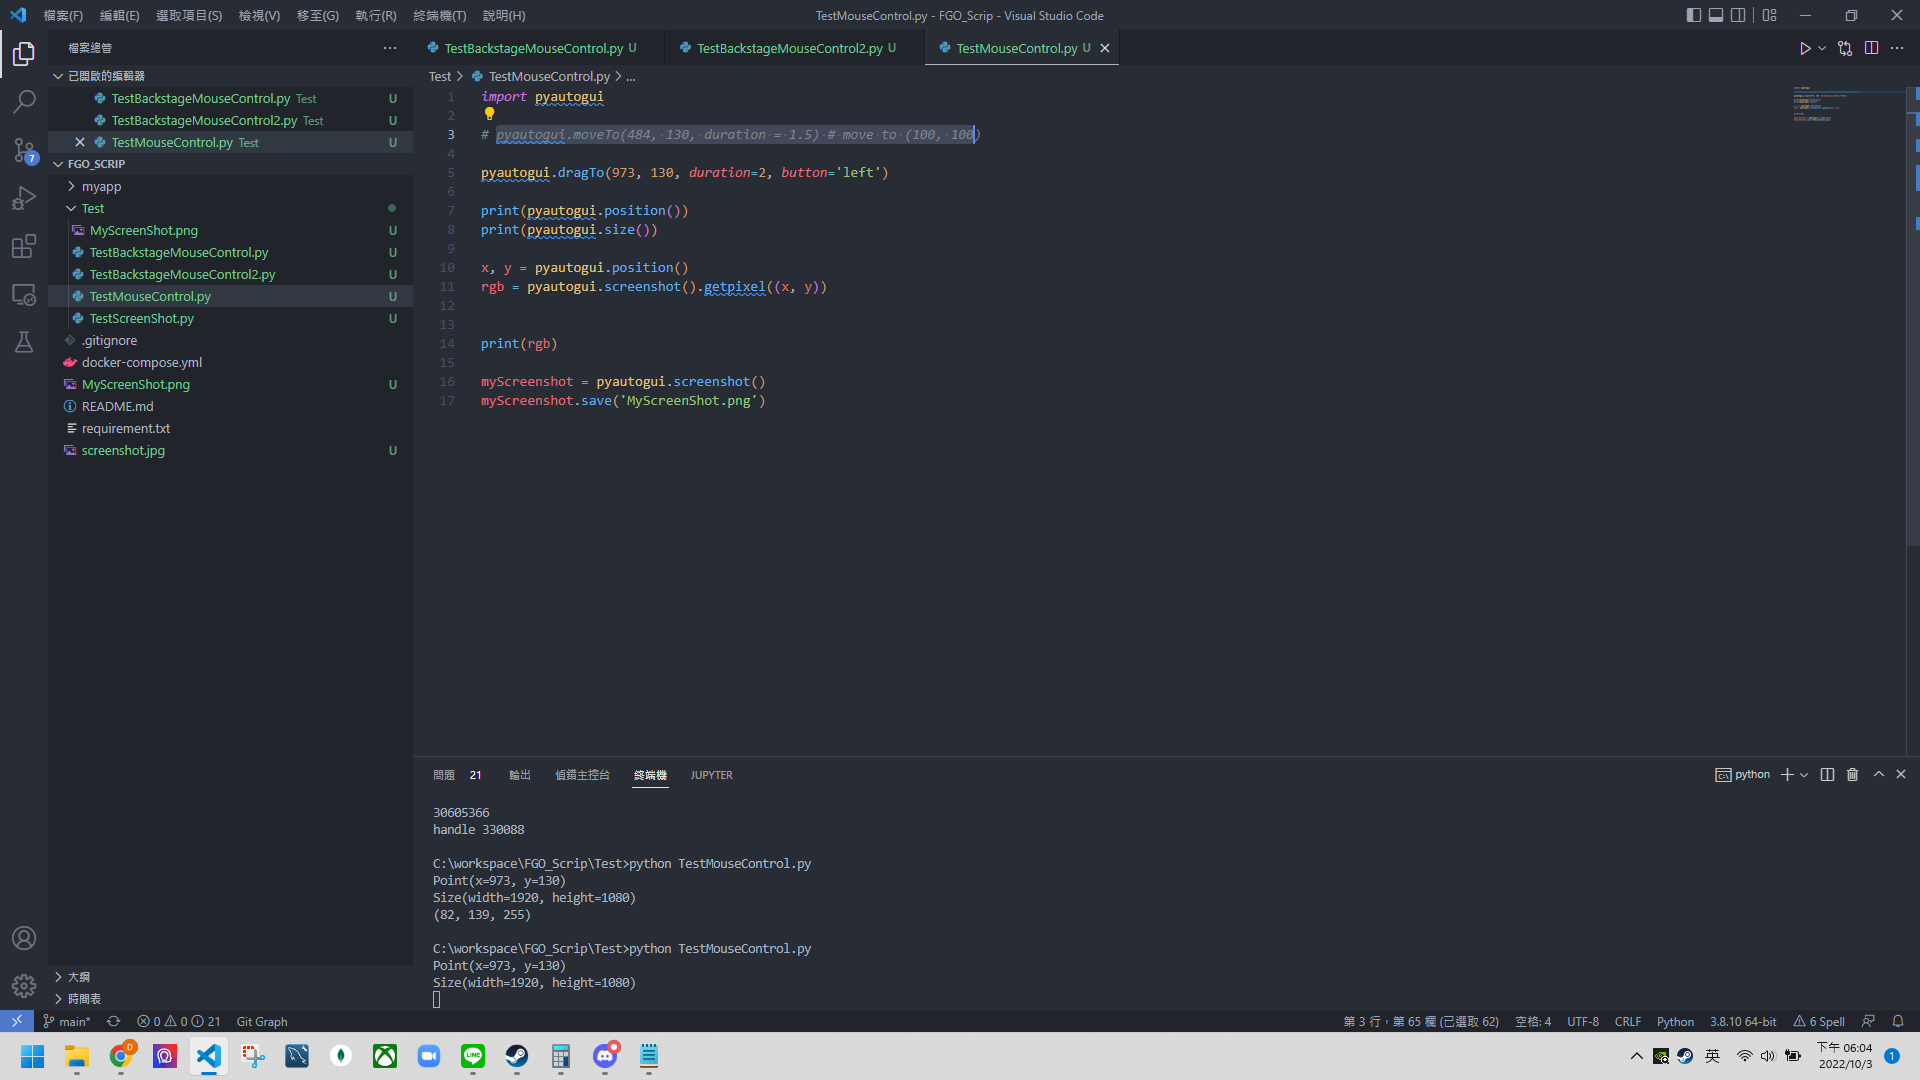 檔案(F) 編輯(E) 選取項目(S) 檢視(V) 移至(G) 執行(R) 終端機(T) 說明(H)
TestMouseControl.py - FGO_Scrip - Visual Studio Code
檔案總管
TestBackstageMouseControl.py U
TestBackstageMouseControl2.py U
TestMouseControl.py U
已開啟的編輯器
TestBackstageMouseControl.py Test U
TestBackstageMouseControl2.py Test U
TestMouseControl.py Test U
7
FGO_SCRIP
myapp
Test
MyScreenShot.png U
TestBackstageMouseControl.py U
TestBackstageMouseControl2.py U
TestMouseControl.py U
TestScreenShot.py U
.gitignore
docker-compose.yml
MyScreenShot.png U
README.md
requirement.txt
screenshot.jpg U
大綱
時間表
Test > TestMouseControl.py > ...
1 import pyautogui
2
3 # pyautogui.moveTo(484, 130, duration = 1.5) # move to (100, 100)
4
5 pyautogui.dragTo(973, 130, duration=2, button='left')
6
7 print(pyautogui.position())
8 print(pyautogui.size())
9
10 x, y = pyautogui.position()
11 rgb = pyautogui.screenshot().getpixel((x, y))
12
13
14 print(rgb)
15
16 myScreenshot = pyautogui.screenshot()
17 myScreenshot.save('MyScreenShot.png')
問題 21 輸出 偵錯主控台 終端機 JUPYTER
python
30605366
handle 330088
C:\workspace\FGO_Scrip\Test>python TestMouseControl.py
Point(x=973, y=130)
Size(width=1920, height=1080)
(82, 139, 255)
C:\workspace\FGO_Scrip\Test>python TestMouseControl.py
Point(x=973, y=130)
Size(width=1920, height=1080)
main* 0 0 21 Git Graph
第 3 行，第 65 欄 (已選取 62) 空格: 4 UTF-8 CRLF Python 3.8.10 64-bit 6 Spell
D
LINE
英
下午 06:04
2022/10/3
1